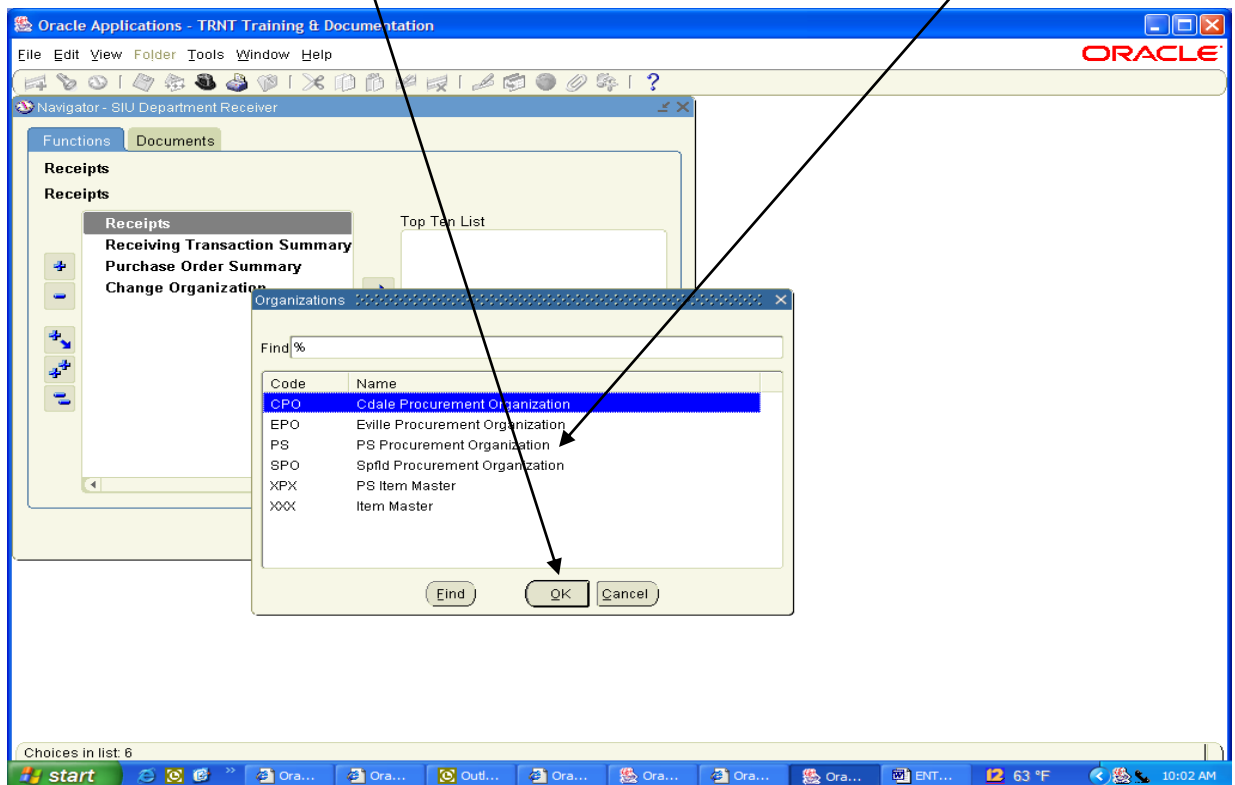 Oracle Applications - TRNT Training & Documentation
File Edit View Folder Tools Window Help
ORACLE
Navigator - SIU Department Receiver
Functions Documents
Receipts
Receipts
Receipts
Top Ten List
Receiving Transaction Summary
Purchase Order Summary
Change Organization
Organizations
Find %
Code Name
CPO Cdale Procurement Organization
EPO Eville Procurement Organization
PS PS Procurement Organization
SPO Spfld Procurement Organization
XPX PS Item Master
XXX Item Master
Find OK Cancel
Choices in list: 6
start Ora... Ora... Outl... Ora... Ora... Ora... Ora... ENT... 63 °F 10:02 AM